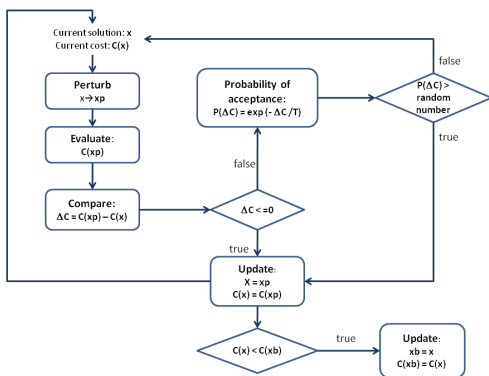 Current solution: x
Current cost: C(x)
Perturb
x→xp
Evaluate:
C(xp)
Compare:
ΔC = C(xp) – C(x)
Probability of
acceptance:
P(ΔC) = exp (- ΔC /T)
false
P(ΔC) >
random
number
false
true
ΔC < =0
true
Update:
X = xp
C(x) = C(xp)
C(x) < C(xb)
true
Update:
xb = x
C(xb) = C(x)